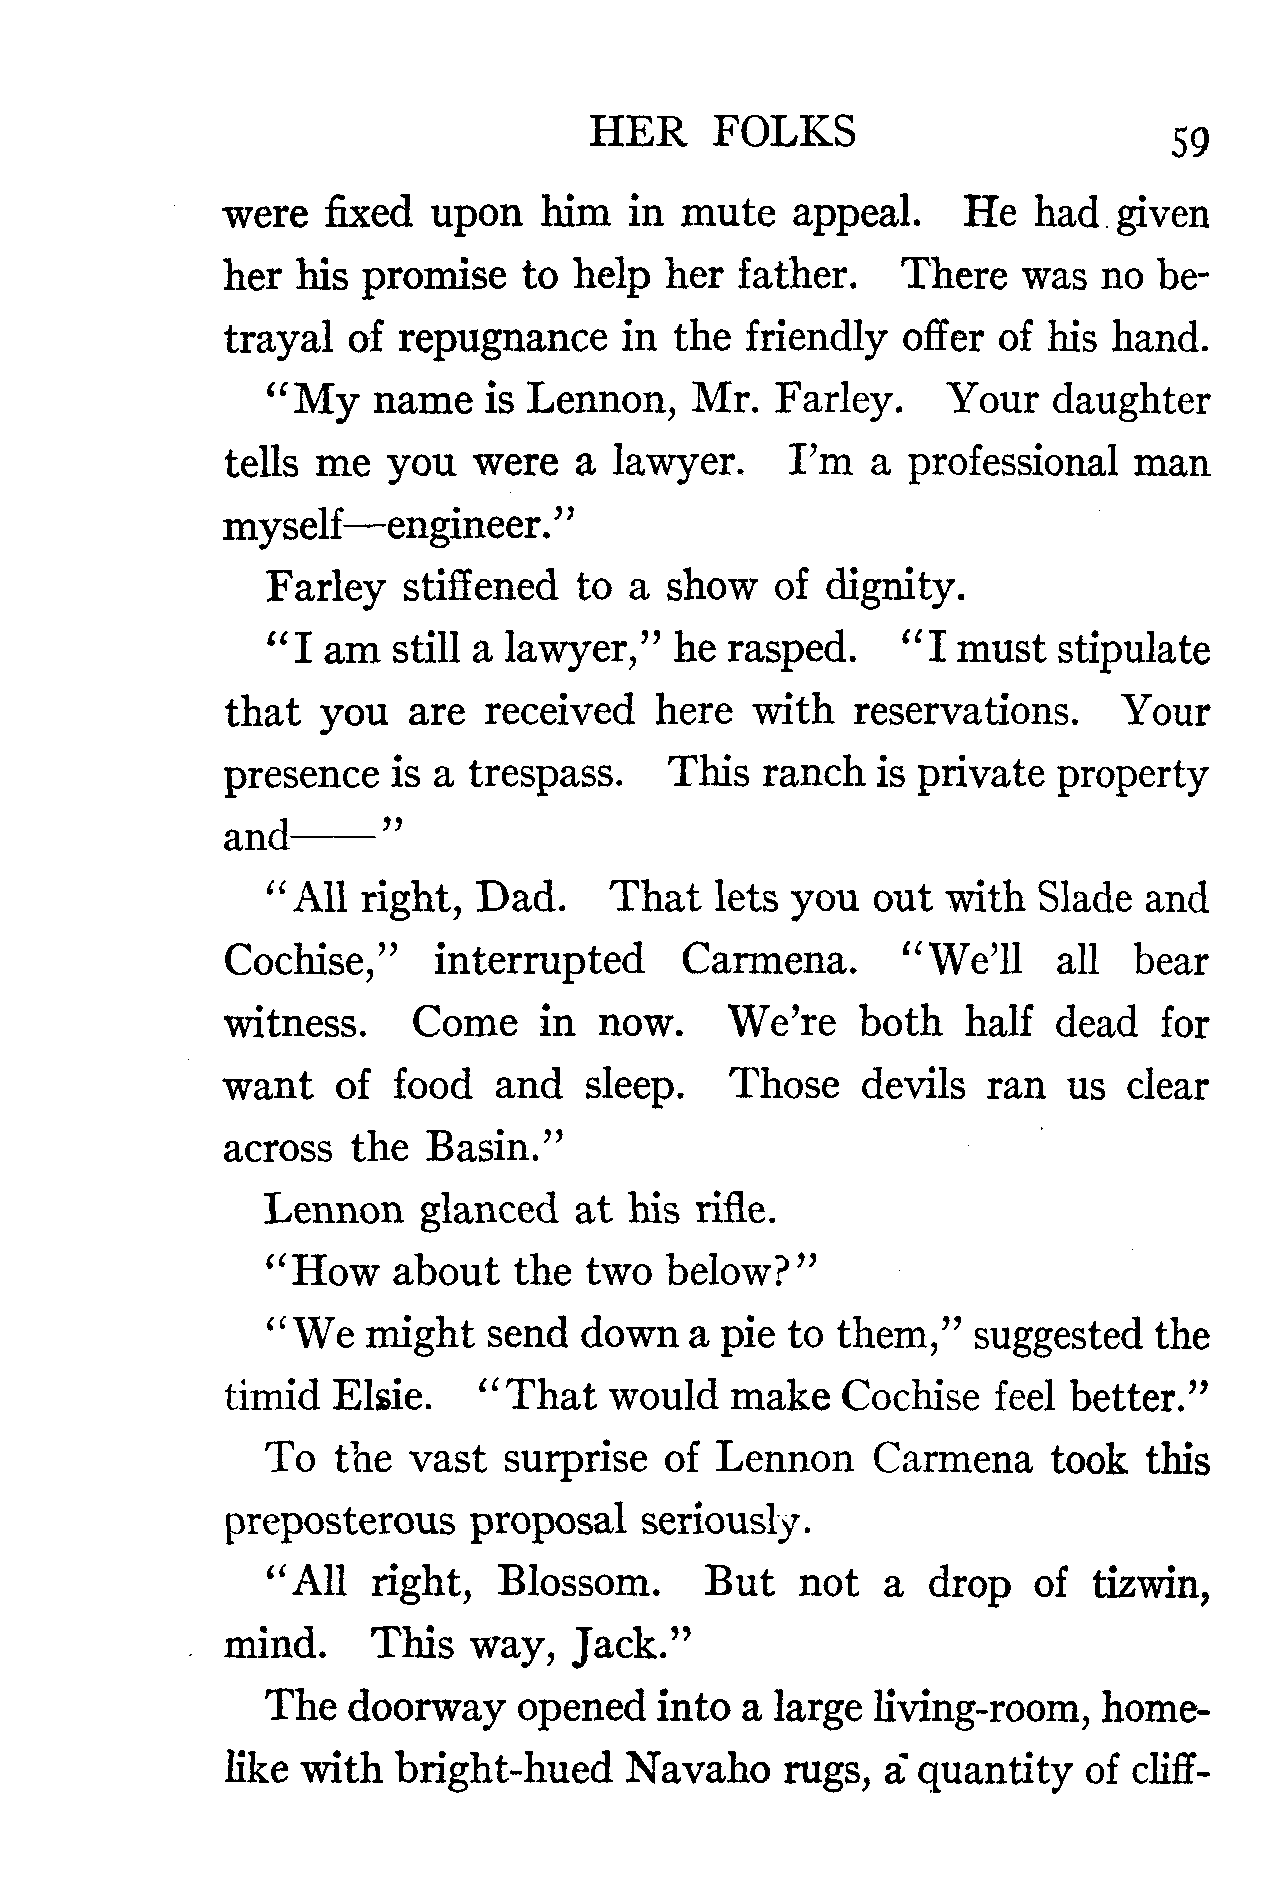 HER FOLKS 59
were fixed upon him in mute appeal. He had given
her his promise to help her father. There was no be-
trayal of repugnance in the friendly offer of his hand.
"My name is Lennon, Mr. Farley. Your daughter
tells me you were a lawyer. I'm a professional man
myself—engineer."
Farley stiffened to a show of dignity.
"I am still a lawyer," he rasped. "I must stipulate
that you are received here with reservations. Your
presence is a trespass. This ranch is private property
and——"
"All right, Dad. That lets you out with Slade and
Cochise," interrupted Carmena. "We'll all bear
witness. Come in now. We're both half dead for
want of food and sleep. Those devils ran us clear
across the Basin."
Lennon glanced at his rifle.
"How about the two below?"
"We might send down a pie to them," suggested the
timid Elsie. "That would make Cochise feel better."
To the vast surprise of Lennon Carmena took this
preposterous proposal seriously.
"All right, Blossom. But not a drop of tizwin,
mind. This way, Jack."
The doorway opened into a large living-room, home-
like with bright-hued Navaho rugs, a quantity of cliff-